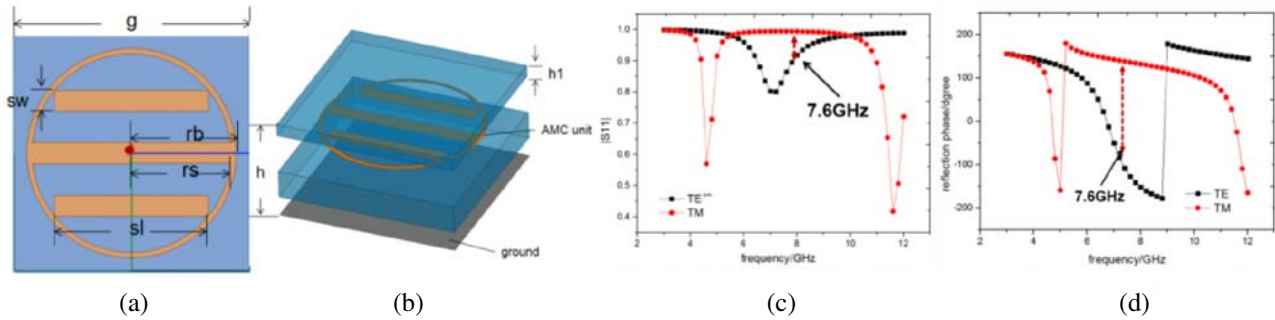 g
sw
rb
rs
sl
(a)
h1
AMC unit
h
ground
(b)
1.0
0.9
0.8
0.7
0.6
0.5
0.4
|S11|
7.6GHz
TE
TM
2 4 6 8 10 12
frequency/GHz
(c)
200
100
0
-100
-200
reflection phase/dgree
7.6GHz
TE
TM
2 4 6 8 10 12
frequency/GHz
(d)